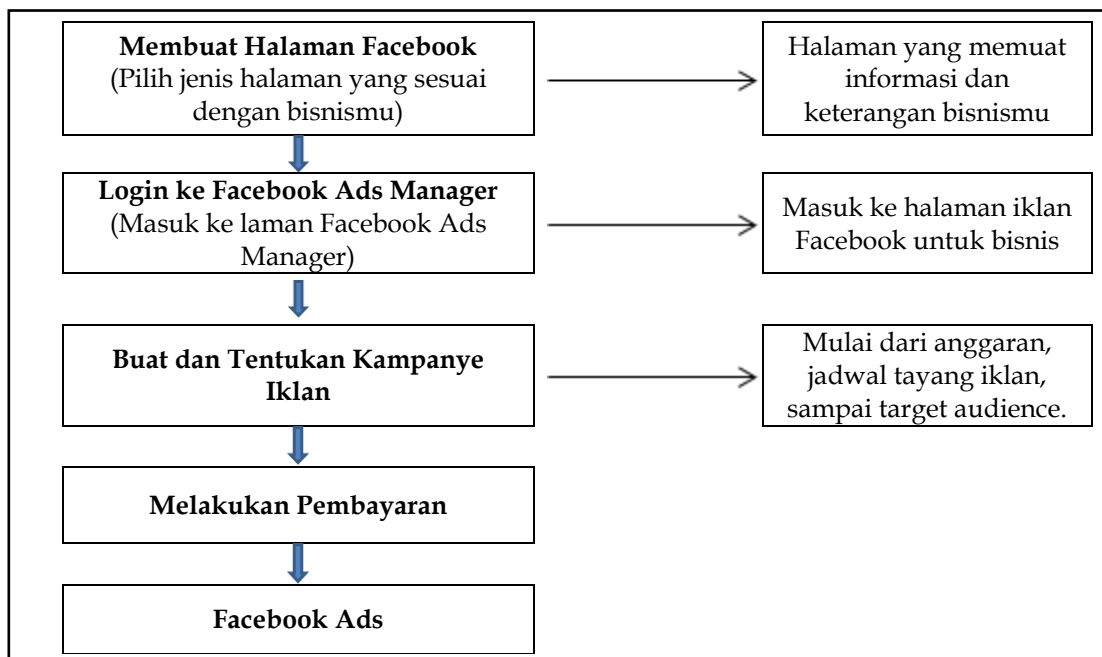 Membuat Halaman Facebook
(Pilih jenis halaman yang sesuai
dengan bisnismu)
Halaman yang memuat
informasi dan
keterangan bisnismu
Login ke Facebook Ads Manager
(Masuk ke laman Facebook Ads
Manager)
Masuk ke halaman iklan
Facebook untuk bisnis
Buat dan Tentukan Kampanye
Iklan
Mulai dari anggaran,
jadwal tayang iklan,
sampai target audience.
Melakukan Pembayaran
Facebook Ads